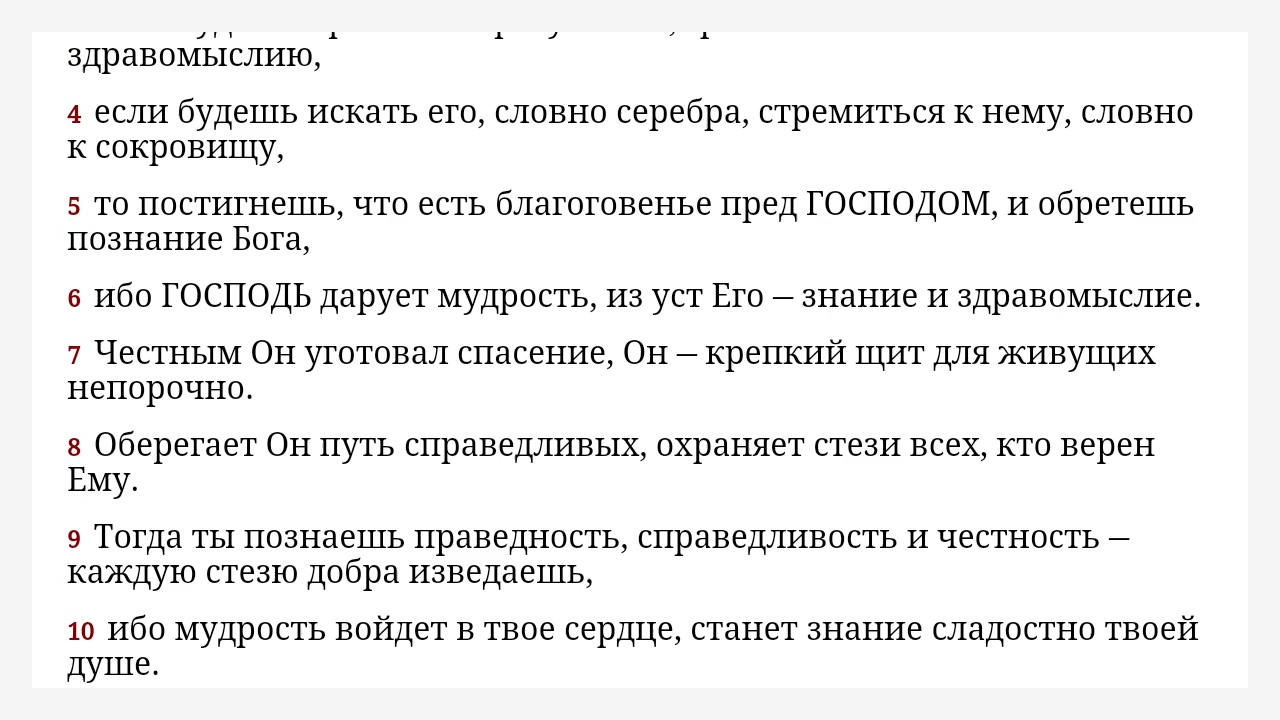 здравомыслию,
4 если будешь искать его, словно серебра, стремиться к нему, словно
к сокровищу,
5 то постигнешь, что есть благоговенье пред ГОСПОДОМ, и обретешь
познание Бога,
6 ибо ГОСПОДЬ дарует мудрость, из уст Его – знание и здравомыслие.
7 Честным Он уготовал спасение, Он – крепкий щит для живущих
непорочно.
8 Оберегает Он путь справедливых, охраняет стези всех, кто верен
Ему.
9 Тогда ты познаешь праведность, справедливость и честность –
каждую стезю добра изведаешь,
10 ибо мудрость войдет в твое сердце, станет знание сладостно твоей
душе.